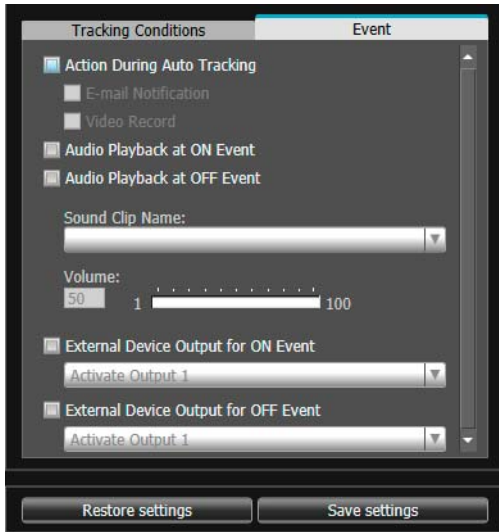 Tracking Conditions
Event
Action During Auto Tracking
E-mail Notification
Video Record
Audio Playback at ON Event
Audio Playback at OFF Event
Sound Clip Name:
Volume:
50 1 100
External Device Output for ON Event
Activate Output 1
External Device Output for OFF Event
Activate Output 1
Restore settings
Save settings